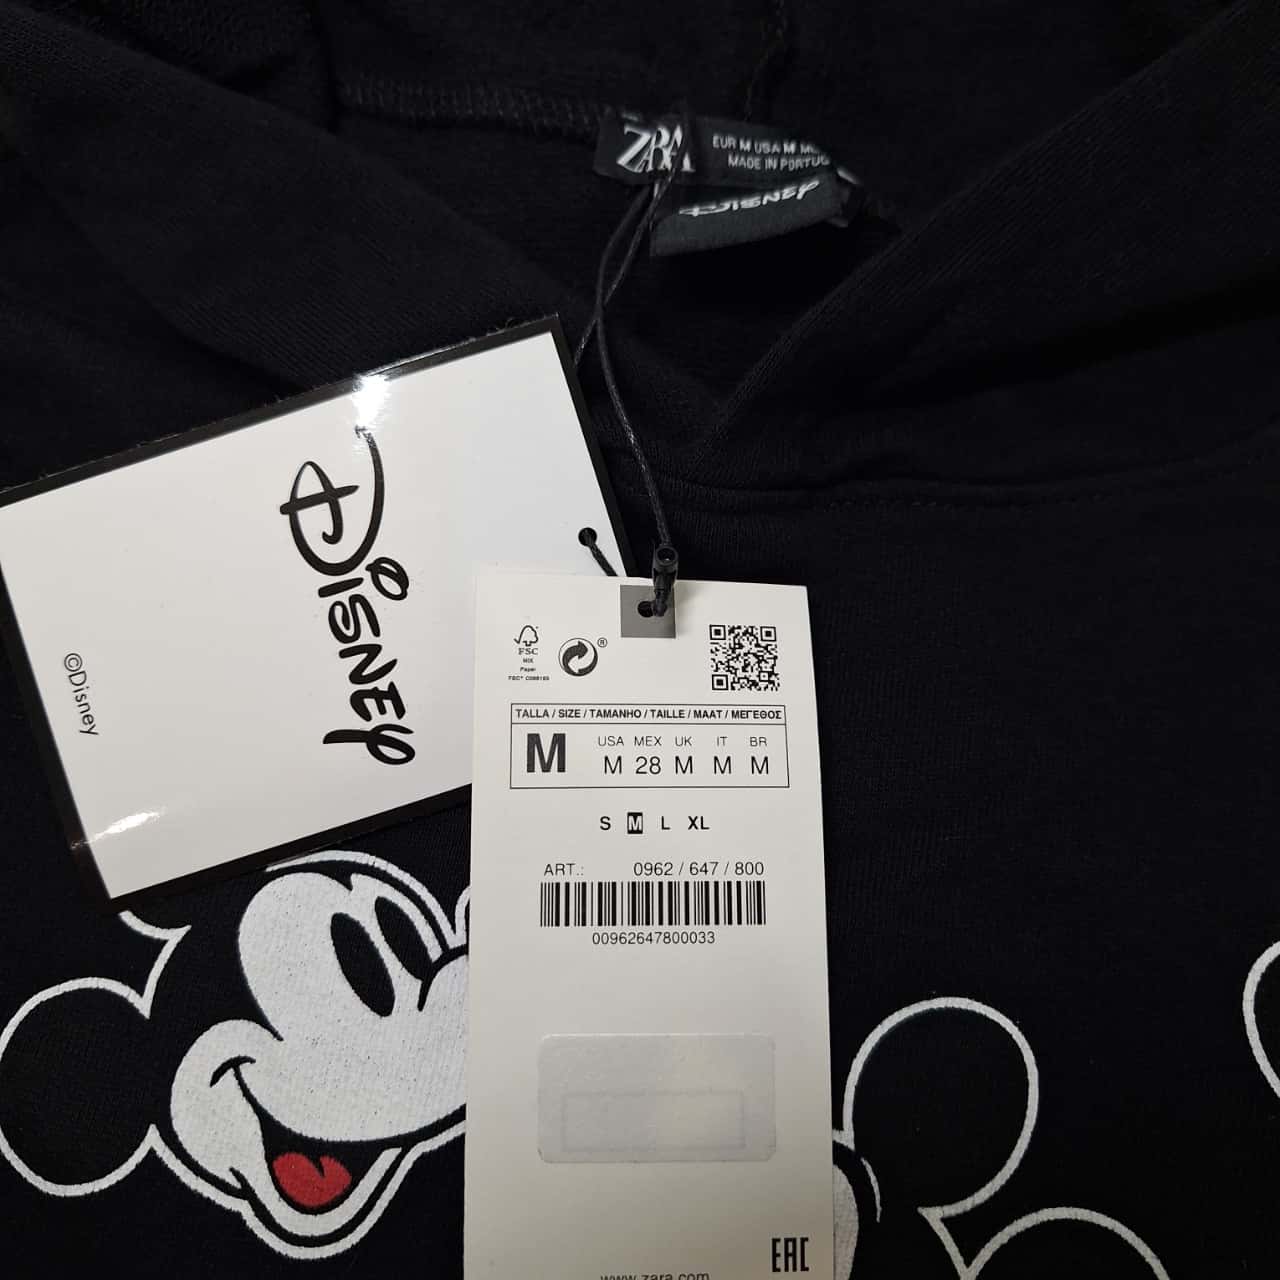 ZARA
EUR M USA M
MADE IN
Disney
Disney
©Disney
FSC
MIX
Paper
®
TALLA / SIZE / TAMANHO / TAILLE / MAAT / ΜΕΓΕΘΟΣ
M
USA MEX UK IT BR
M 28 M M M
S M L XL
ART.: 0962 / 647 / 800
00962647800033
EAC
www.zara.com